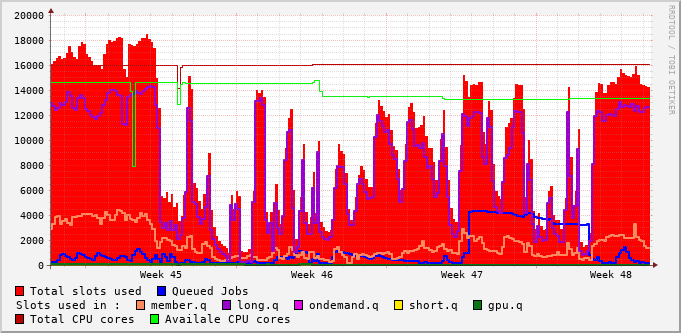 20000
18000
16000
14000
12000
10000
8000
6000
4000
2000
0
Week 45 Week 46 Week 47 Week 48
Total slots used Queued Jobs
Slots used in : member.q long.q ondemand.q short.q gpu.q
Total CPU cores Availale CPU cores
RRDTOOL / TOBI OETIKER